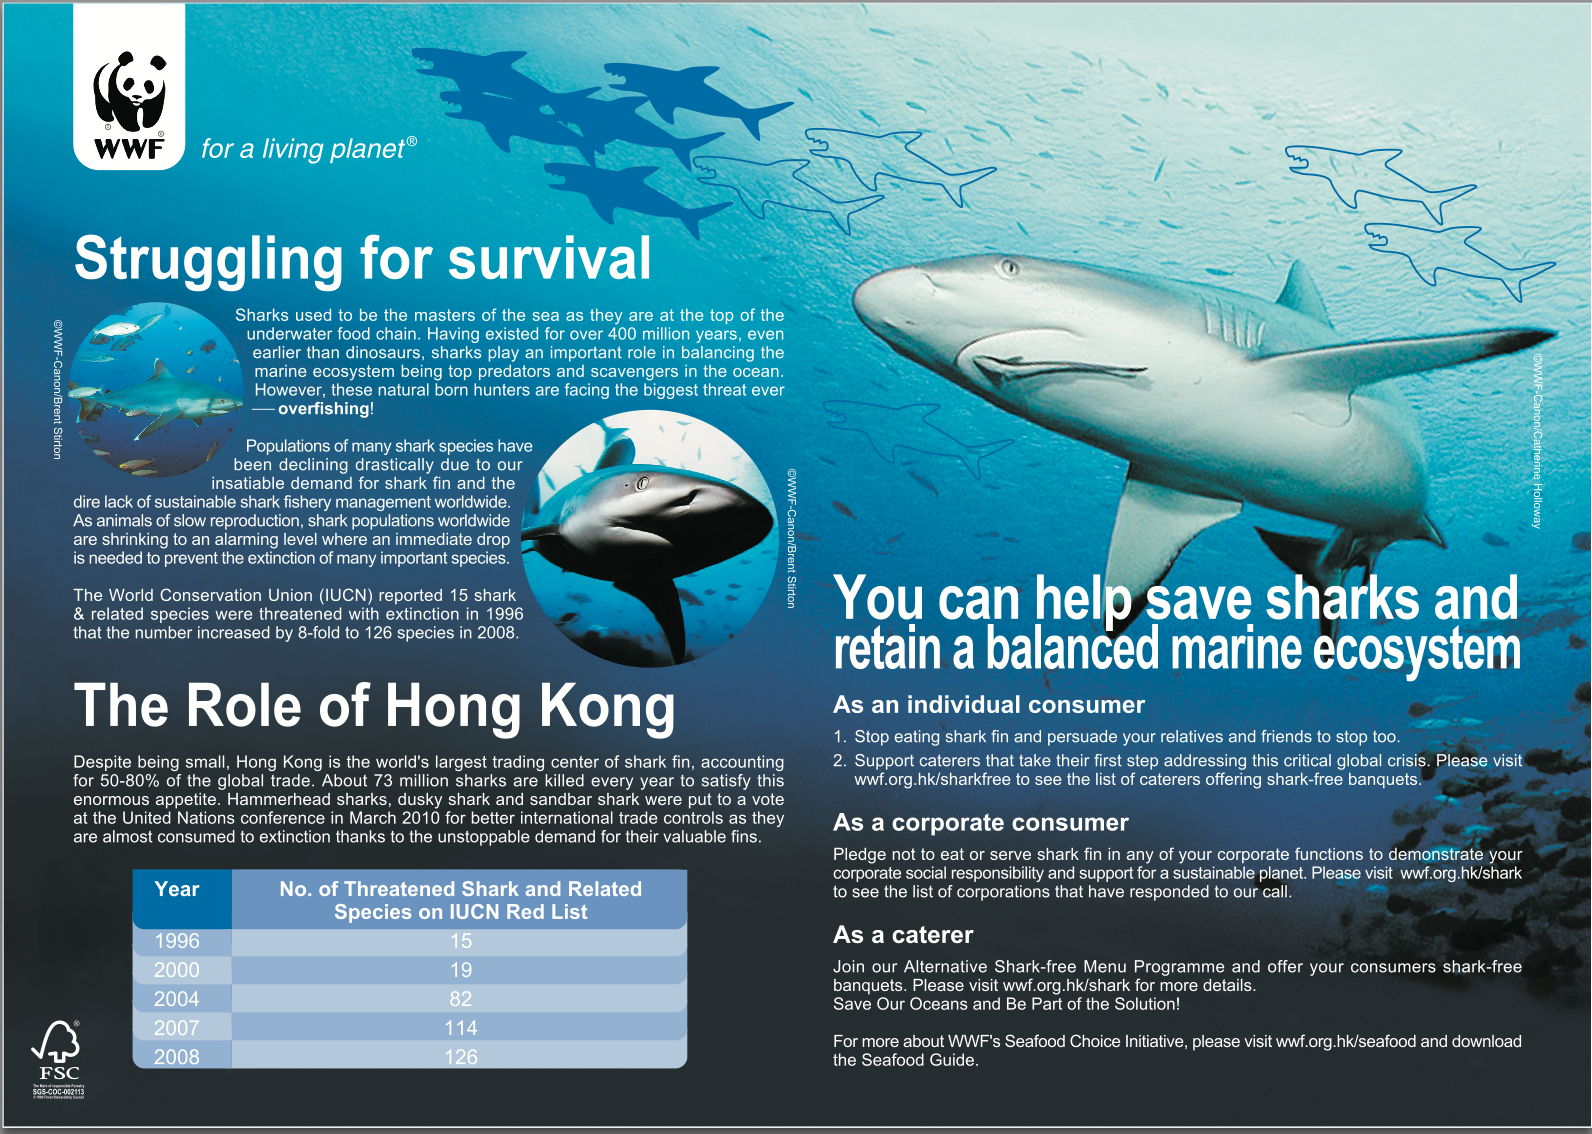 WWF
for a living planet®
Struggling for survival
Sharks used to be the masters of the sea as they are at the top of the
underwater food chain. Having existed for over 400 million years, even
earlier than dinosaurs, sharks play an important role in balancing the
marine ecosystem being top predators and scavengers in the ocean.
However, these natural born hunters are facing the biggest threat ever
— overfishing!
©WWF-Canon/Brent Stirton
Populations of many shark species have
been declining drastically due to our
insatiable demand for shark fin and the
dire lack of sustainable shark fishery management worldwide.
As animals of slow reproduction, shark populations worldwide
are shrinking to an alarming level where an immediate drop
is needed to prevent the extinction of many important species.
©WWF-Canon/Brent Stirton
The World Conservation Union (IUCN) reported 15 shark
& related species were threatened with extinction in 1996
that the number increased by 8-fold to 126 species in 2008.
The Role of Hong Kong
Despite being small, Hong Kong is the world's largest trading center of shark fin, accounting
for 50-80% of the global trade. About 73 million sharks are killed every year to satisfy this
enormous appetite. Hammerhead sharks, dusky shark and sandbar shark were put to a vote
at the United Nations conference in March 2010 for better international trade controls as they
are almost consumed to extinction thanks to the unstoppable demand for their valuable fins.
Year No. of Threatened Shark and Related
Species on IUCN Red List
1996 15
2000 19
2004 82
2007 114
2008 126
®
FSC
The Mark of responsible Forestry
SGS-COC-002113
© 1996 Forest Stewardship Council
©WWF-Canon/Catherine Holloway
You can help save sharks and
retain a balanced marine ecosystem
As an individual consumer
1. Stop eating shark fin and persuade your relatives and friends to stop too.
2. Support caterers that take their first step addressing this critical global crisis. Please visit
wwf.org.hk/sharkfree to see the list of caterers offering shark-free banquets.
As a corporate consumer
Pledge not to eat or serve shark fin in any of your corporate functions to demonstrate your
corporate social responsibility and support for a sustainable planet. Please visit wwf.org.hk/shark
to see the list of corporations that have responded to our call.
As a caterer
Join our Alternative Shark-free Menu Programme and offer your consumers shark-free
banquets. Please visit wwf.org.hk/shark for more details.
Save Our Oceans and Be Part of the Solution!
For more about WWF's Seafood Choice Initiative, please visit wwf.org.hk/seafood and download
the Seafood Guide.